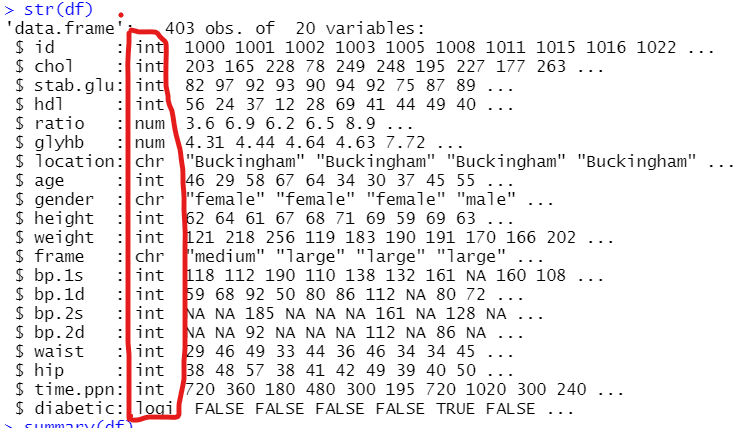 > str(df)
'data.frame':   403 obs. of  20 variables:
 $ id      : int  1000 1001 1002 1003 1005 1008 1011 1015 1016 1022 ...
 $ chol    : int  203 165 228 78 249 248 195 227 177 263 ...
 $ stab.glu: int  82 97 92 93 90 94 92 75 87 89 ...
 $ hdl     : int  56 24 37 12 28 69 41 44 49 40 ...
 $ ratio   : num  3.6 6.9 6.2 6.5 8.9 ...
 $ glyhb   : num  4.31 4.44 4.64 4.63 7.72 ...
 $ location: chr  "Buckingham" "Buckingham" "Buckingham" "Buckingham" ...
 $ age     : int  46 29 58 67 64 34 30 37 45 55 ...
 $ gender  : chr  "female" "female" "female" "male" ...
 $ height  : int  62 64 61 67 68 71 69 59 69 63 ...
 $ weight  : int  121 218 256 119 183 190 191 170 166 202 ...
 $ frame   : chr  "medium" "large" "large" "large" ...
 $ bp.1s   : int  118 112 190 110 138 132 161 NA 160 108 ...
 $ bp.1d   : int  59 68 92 50 80 86 112 NA 80 72 ...
 $ bp.2s   : int  NA NA 185 NA NA NA 161 NA 128 NA ...
 $ bp.2d   : int  NA NA 92 NA NA NA 112 NA 86 NA ...
 $ waist   : int  29 46 49 33 44 36 46 34 34 45 ...
 $ hip     : int  38 48 57 38 41 42 49 39 40 50 ...
 $ time.ppn: int  720 360 180 480 300 195 720 1020 300 240 ...
 $ diabetic: logi  FALSE FALSE FALSE FALSE TRUE FALSE ...
> summary(df)